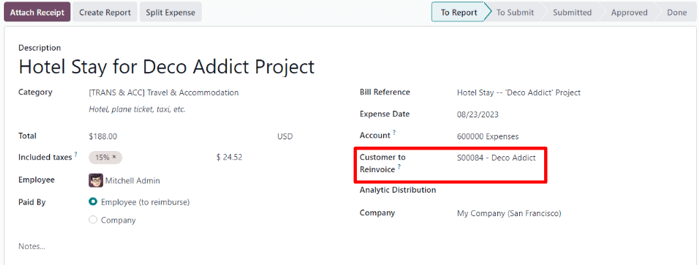 Attach Receipt Create Report Split Expense To Report To Submit Submitted Approved Done
Description
Hotel Stay for Deco Addict Project
Category [TRANS & ACC] Travel & Accommodation
Hotel, plane ticket, taxi, etc.
Total $188.00 USD
Included taxes ? 15% × $ 24.52
Employee Mitchell Admin
Paid By Employee (to reimburse)
Company
Bill Reference Hotel Stay -- 'Deco Addict' Project
Expense Date 08/23/2023
Account ? 600000 Expenses
Customer to S00084 - Deco Addict
Reinvoice ?
Analytic Distribution
Company My Company (San Francisco)
Notes...